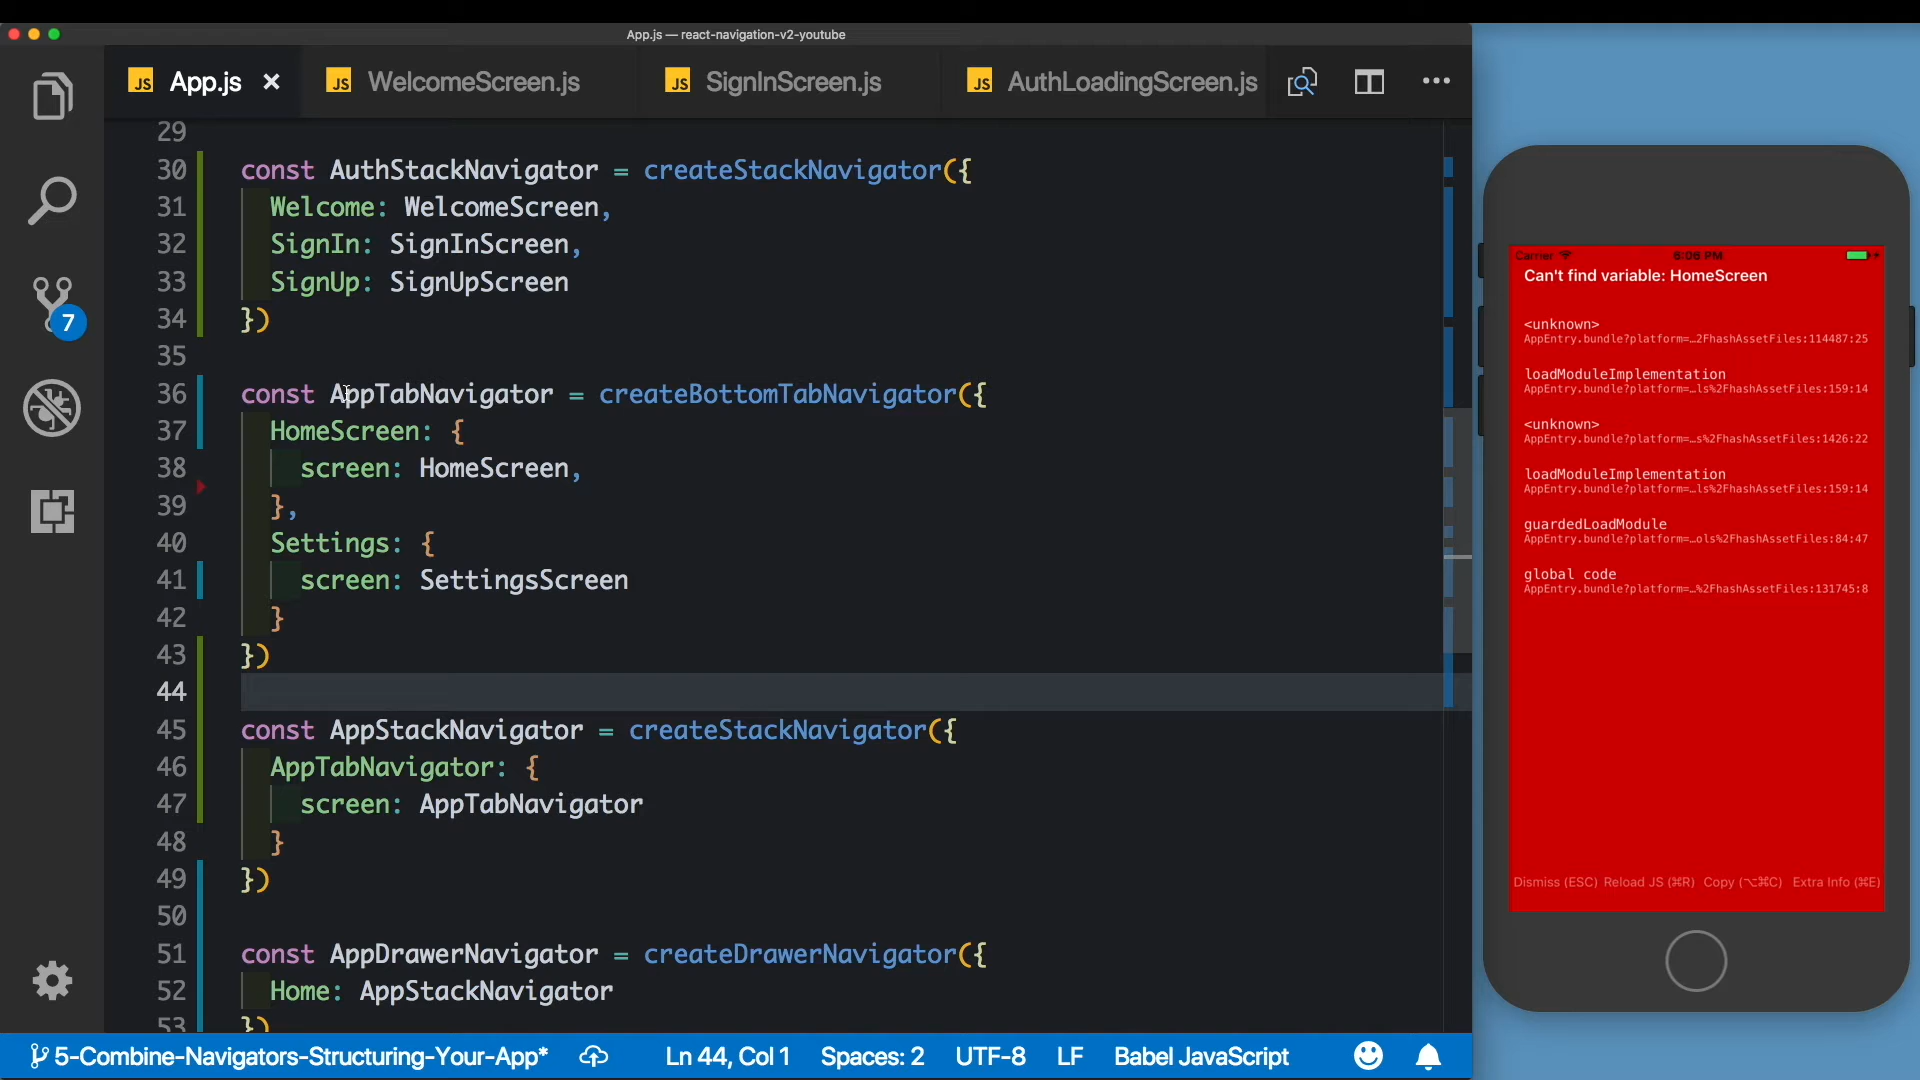 App.js — react-navigation-v2-youtube
JS App.js × JS WelcomeScreen.js JS SignInScreen.js JS AuthLoadingScreen.js
29
30 const AuthStackNavigator = createStackNavigator({
31 Welcome: WelcomeScreen,
32 SignIn: SignInScreen,
33 SignUp: SignUpScreen
34 })
35
36 const AppTabNavigator = createBottomTabNavigator({
37 HomeScreen: {
38 screen: HomeScreen,
39 },
40 Settings: {
41 screen: SettingsScreen
42 }
43 })
44
45 const AppStackNavigator = createStackNavigator({
46 AppTabNavigator: {
47 screen: AppTabNavigator
48 }
49 })
50
51 const AppDrawerNavigator = createDrawerNavigator({
52 Home: AppStackNavigator
53 })
7
5-Combine-Navigators-Structuring-Your-App* Ln 44, Col 1 Spaces: 2 UTF-8 LF Babel JavaScript
Carrier 6:06 PM
Can't find variable: HomeScreen
<unknown>
AppEntry.bundle?platform=…2FhashAssetFiles:114487:25
loadModuleImplementation
AppEntry.bundle?platform=…ls%2FhashAssetFiles:159:14
<unknown>
AppEntry.bundle?platform=…s%2FhashAssetFiles:1426:22
loadModuleImplementation
AppEntry.bundle?platform=…ls%2FhashAssetFiles:159:14
guardedLoadModule
AppEntry.bundle?platform=…ols%2FhashAssetFiles:84:47
global code
AppEntry.bundle?platform=…%2FhashAssetFiles:131745:8
Dismiss (ESC) Reload JS (⌘R) Copy (⌥⌘C) Extra Info (⌘E)